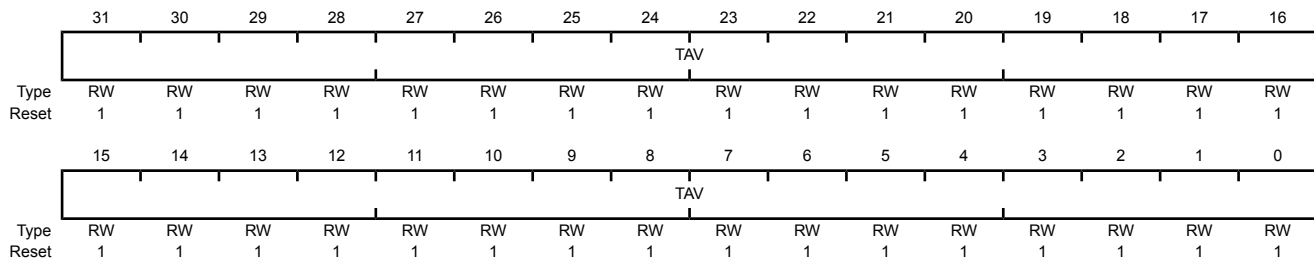 31 30 29 28 27 26 25 24 23 22 21 20 19 18 17 16
TAV
Type RW RW RW RW RW RW RW RW RW RW RW RW RW RW RW RW
Reset 1 1 1 1 1 1 1 1 1 1 1 1 1 1 1 1
15 14 13 12 11 10 9 8 7 6 5 4 3 2 1 0
TAV
Type RW RW RW RW RW RW RW RW RW RW RW RW RW RW RW RW
Reset 1 1 1 1 1 1 1 1 1 1 1 1 1 1 1 1